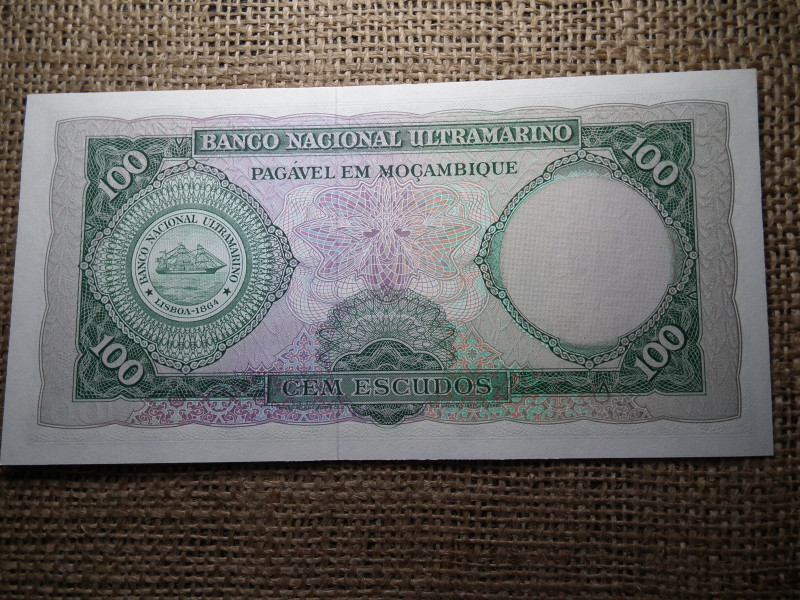 BANCO NACIONAL ULTRAMARINO
PAGÁVEL EM MOÇAMBIQUE
100
100
BANCO NACIONAL ULTRAMARINO
★ LISBOA-1864 ★
100
100
CEM ESCUDOS